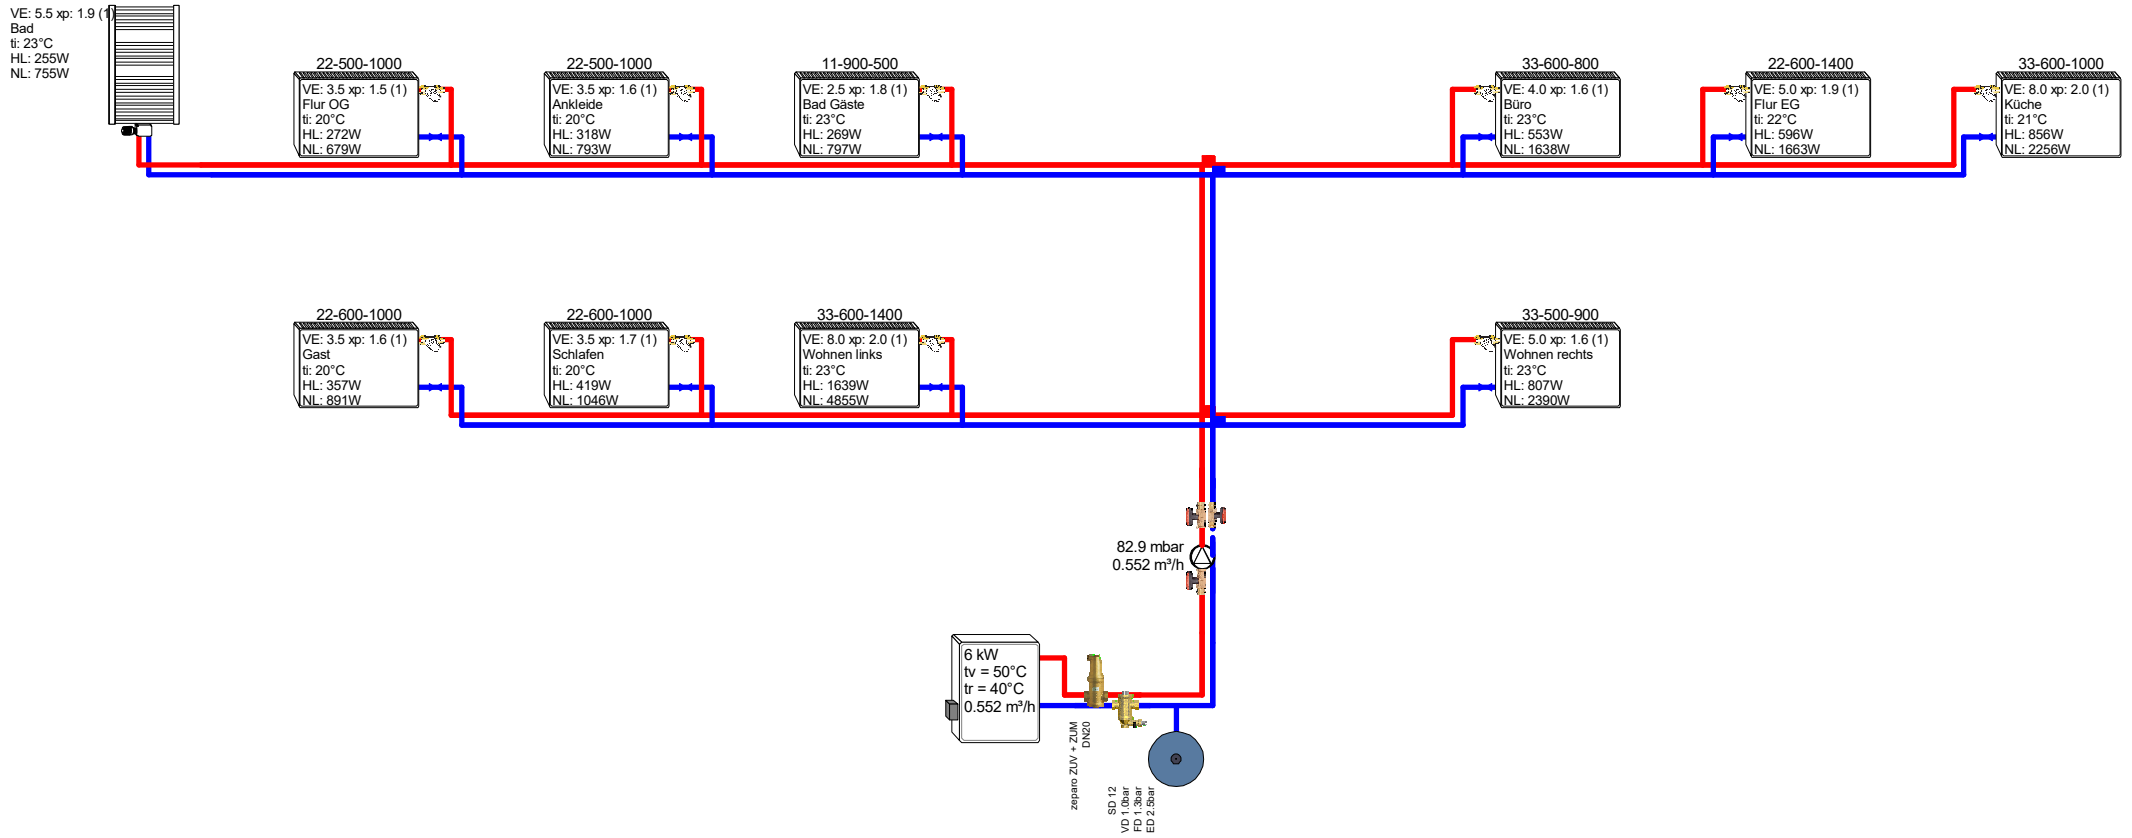 VE: 5.5 xp: 1.9 (1)
Bad
ti: 23°C
HL: 255W
NL: 755W
22-500-1000
VE: 3.5 xp: 1.5 (1)
Flur OG
ti: 20°C
HL: 272W
NL: 679W
22-500-1000
VE: 3.5 xp: 1.6 (1)
Ankleide
ti: 20°C
HL: 318W
NL: 793W
11-900-500
VE: 2.5 xp: 1.8 (1)
Bad Gäste
ti: 23°C
HL: 269W
NL: 797W
33-600-800
VE: 4.0 xp: 1.6 (1)
Büro
ti: 23°C
HL: 553W
NL: 1638W
22-600-1400
VE: 5.0 xp: 1.9 (1)
Flur EG
ti: 22°C
HL: 596W
NL: 1663W
33-600-1000
VE: 8.0 xp: 2.0 (1)
Küche
ti: 21°C
HL: 856W
NL: 2256W
22-600-1000
VE: 3.5 xp: 1.6 (1)
Gast
ti: 20°C
HL: 357W
NL: 891W
22-600-1000
VE: 3.5 xp: 1.7 (1)
Schlafen
ti: 20°C
HL: 419W
NL: 1046W
33-600-1400
VE: 8.0 xp: 2.0 (1)
Wohnen links
ti: 23°C
HL: 1639W
NL: 4855W
33-500-900
VE: 5.0 xp: 1.6 (1)
Wohnen rechts
ti: 23°C
HL: 807W
NL: 2390W
82.9 mbar
0.552 m³/h
6 kW
tv = 50°C
tr = 40°C
0.552 m³/h
zeparo ZUV + ZUM
DN20
SD 12
VD 1.0bar
FD 1.3bar
ED 2.5bar